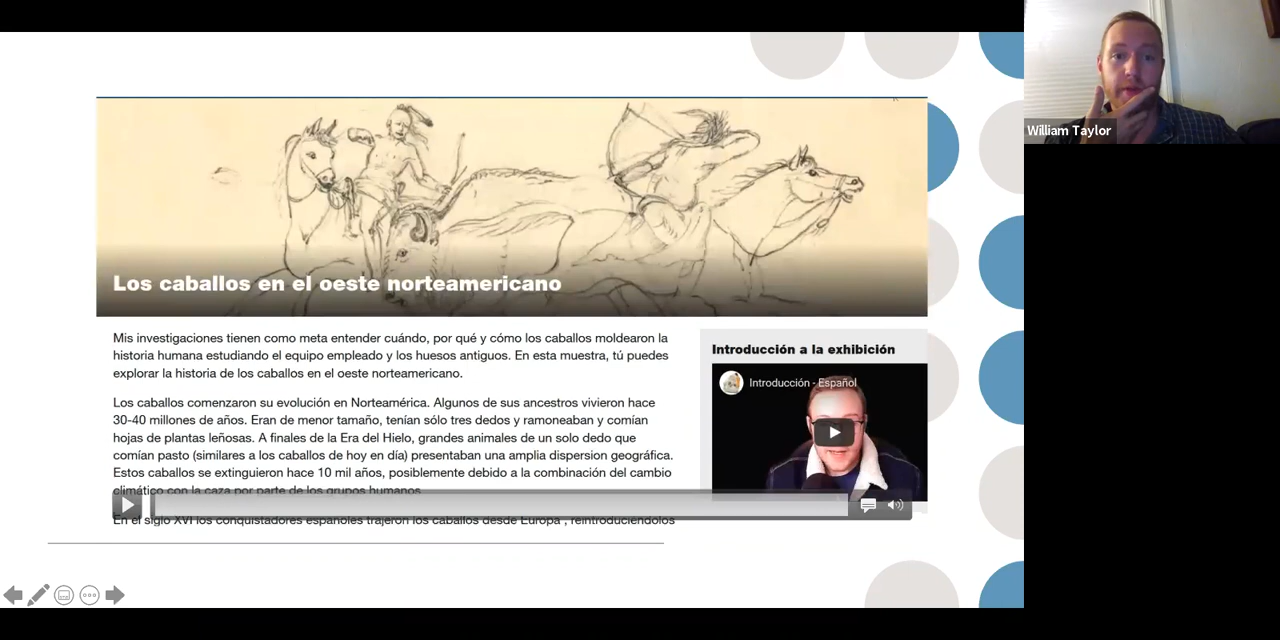 William Taylor
Los caballos en el oeste norteamericano
Mis investigaciones tienen como meta entender cuándo, por qué y cómo los caballos moldearon la
historia humana estudiando el equipo empleado y los huesos antiguos. En esta muestra, tú puedes
explorar la historia de los caballos en el oeste norteamericano.
Los caballos comenzaron su evolución en Norteamérica. Algunos de sus ancestros vivieron hace
30-40 millones de años. Eran de menor tamaño, tenían sólo tres dedos y ramoneaban y comían
hojas de plantas leñosas. A finales de la Era del Hielo, grandes animales de un solo dedo que
comían pasto (similares a los caballos de hoy en día) presentaban una amplia dispersion geográfica.
Estos caballos se extinguieron hace 10 mil años, posiblemente debido a la combinación del cambio
climático con la caza por parte de los grupos humanos
En el siglo XVI los conquistadores españoles trajeron los caballos desde Europa , reintroduciéndolos
Introducción a la exhibición
Introducción - Español